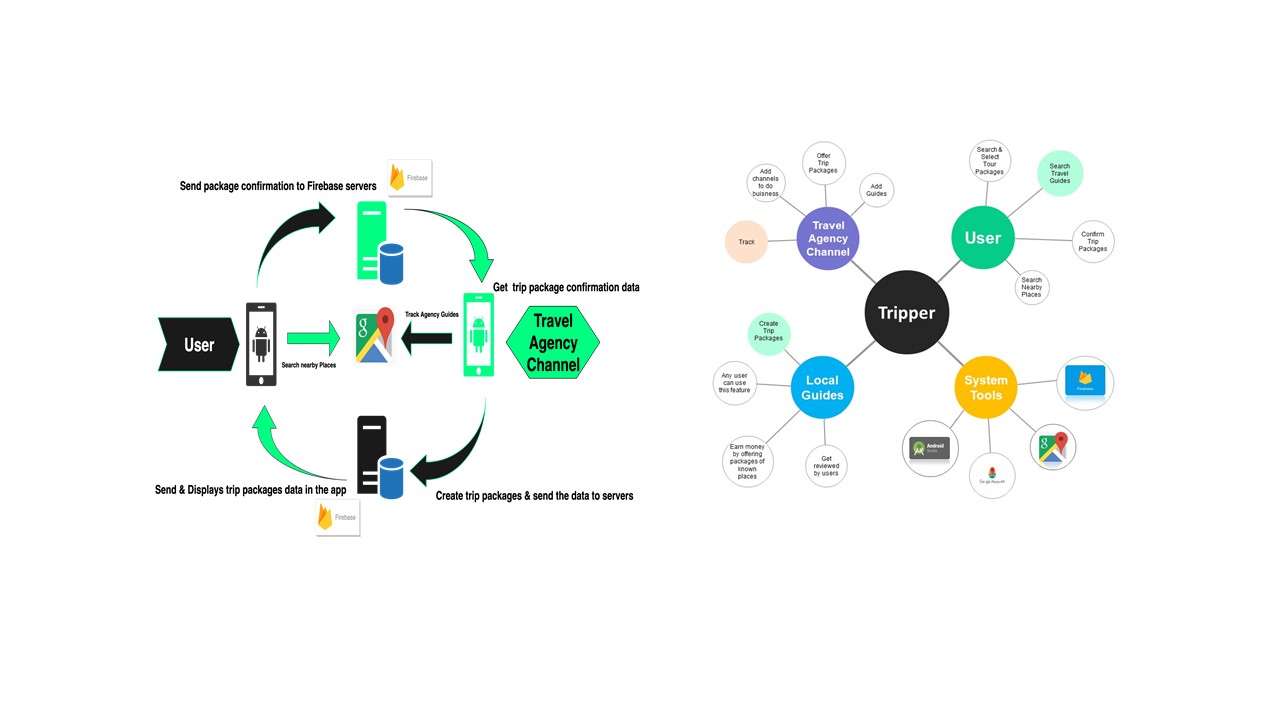 Send package confirmation to Firebase servers
Firebase
Get trip package confirmation data
User
Search nearby Places
g
Track Agency Guides
Travel
Agency
Channel
Send & Displays trip packages data in the app
Firebase
Create trip packages & send the data to servers
Tripper
Travel
Agency
Channel
Add
channels
to do
buisness
Offer
Trip
Packages
Add
Guides
Track
User
Search &
Select
Tour
Packages
Search
Travel
Guides
Confirm
Trip
Packages
Search
Nearby
Places
Local
Guides
Create
Trip
Packages
Any user
can use
this feature
Earn money
by offering
packages of
known
places
Get
reviewed
by users
System
Tools
Firebase
Android
Studio
g
Google Places API